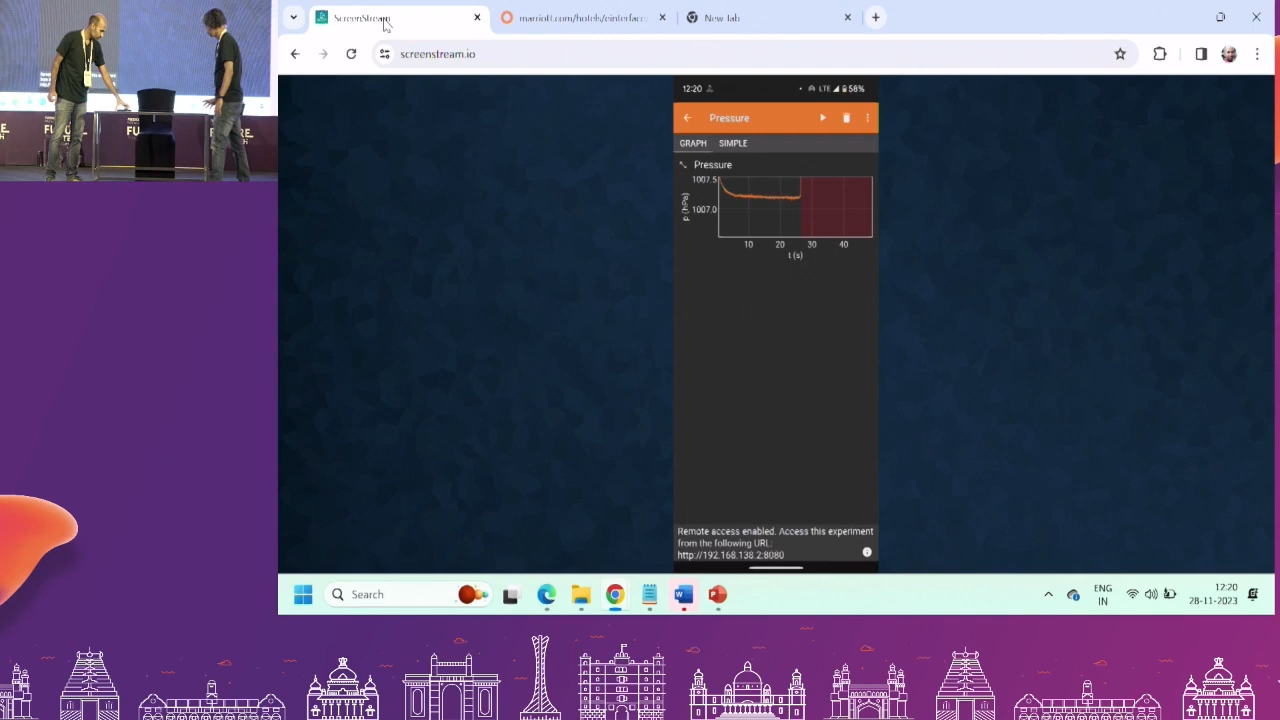 ScreenStream
marriott.com/hotels/einterface
New Tab
screenstream.io
12:20
LTE
58%
Pressure
GRAPH
SIMPLE
Pressure
1007.5
1007.0
p (hPa)
10
20
30
40
t (s)
Remote access enabled. Access this experiment
from the following URL:
http://192.168.138.2:8080
Search
ENG
IN
12:20
28-11-2023